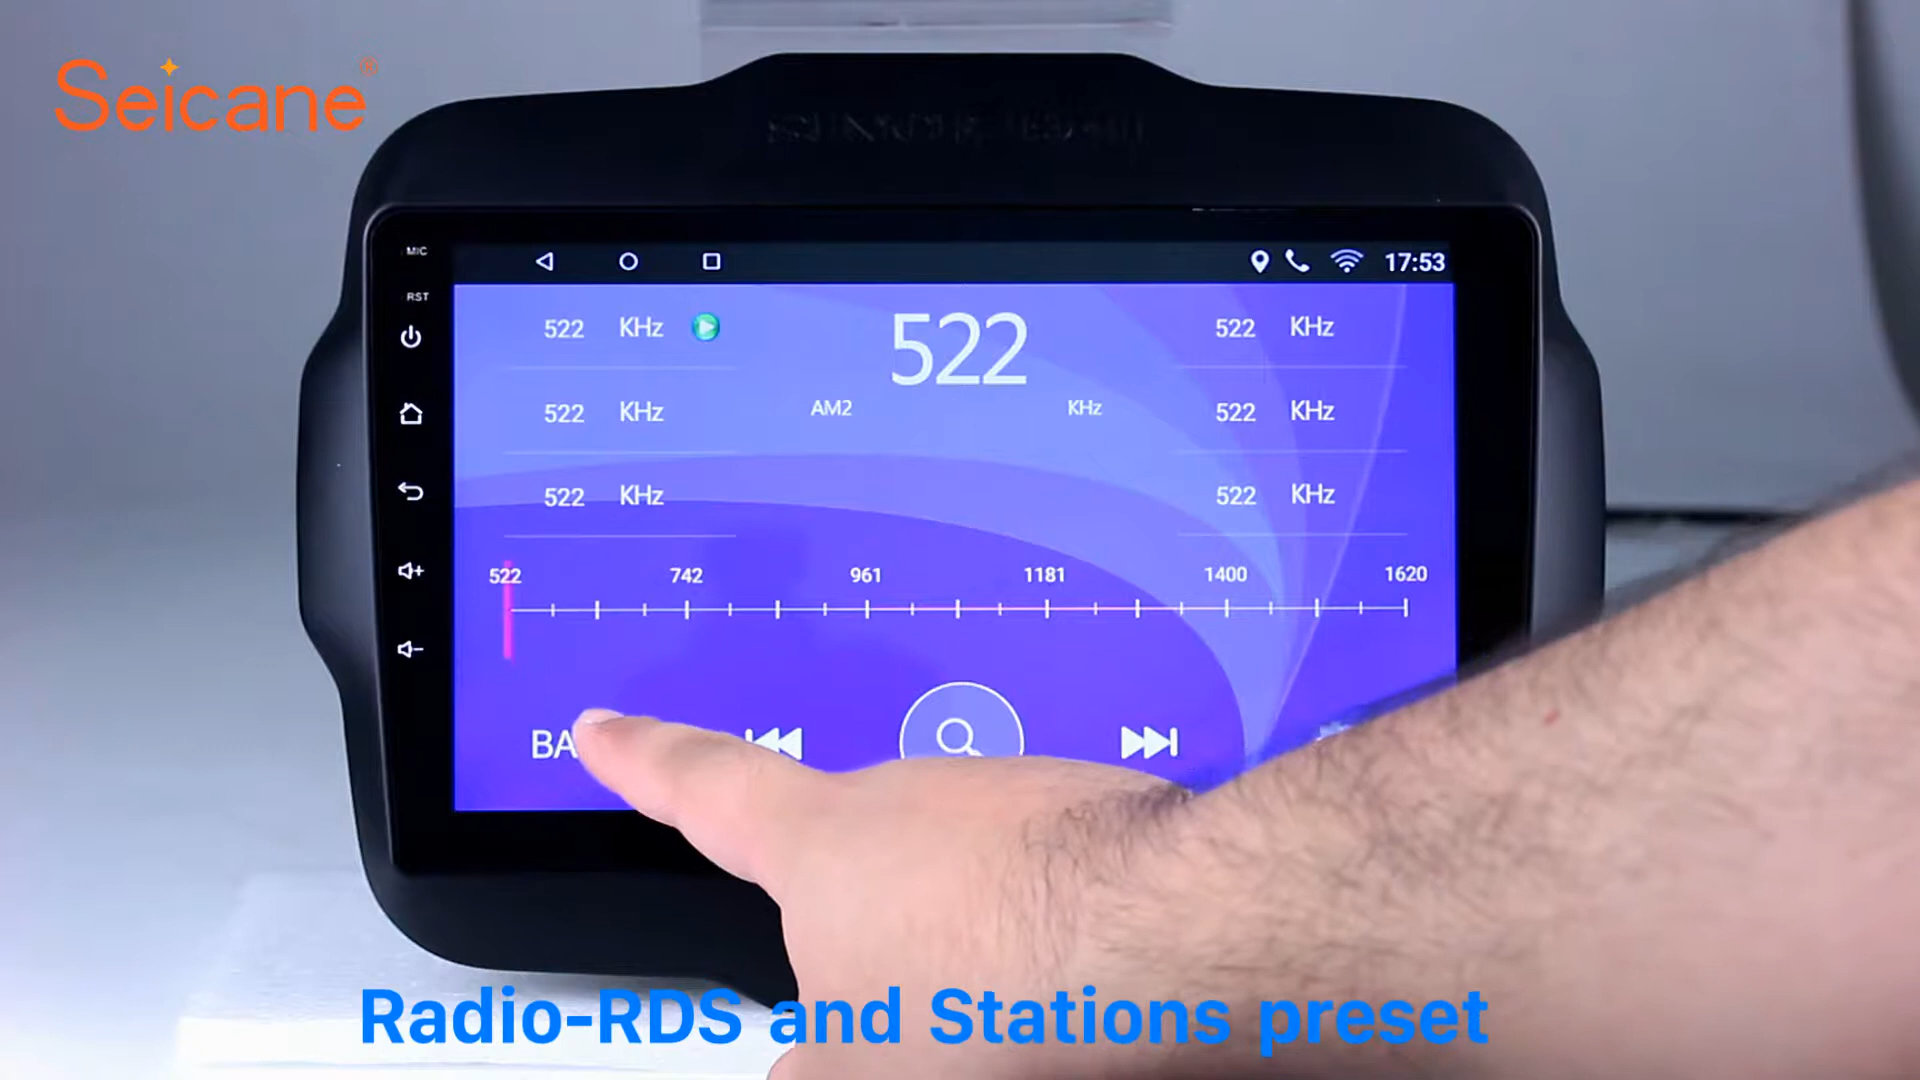 Seicane®
MIC
RST
17:53
522 KHz
522
522 KHz
522 KHz
AM2
KHz
522 KHz
522 KHz
522 KHz
522 742 961 1181 1400 1620
Radio-RDS and Stations preset